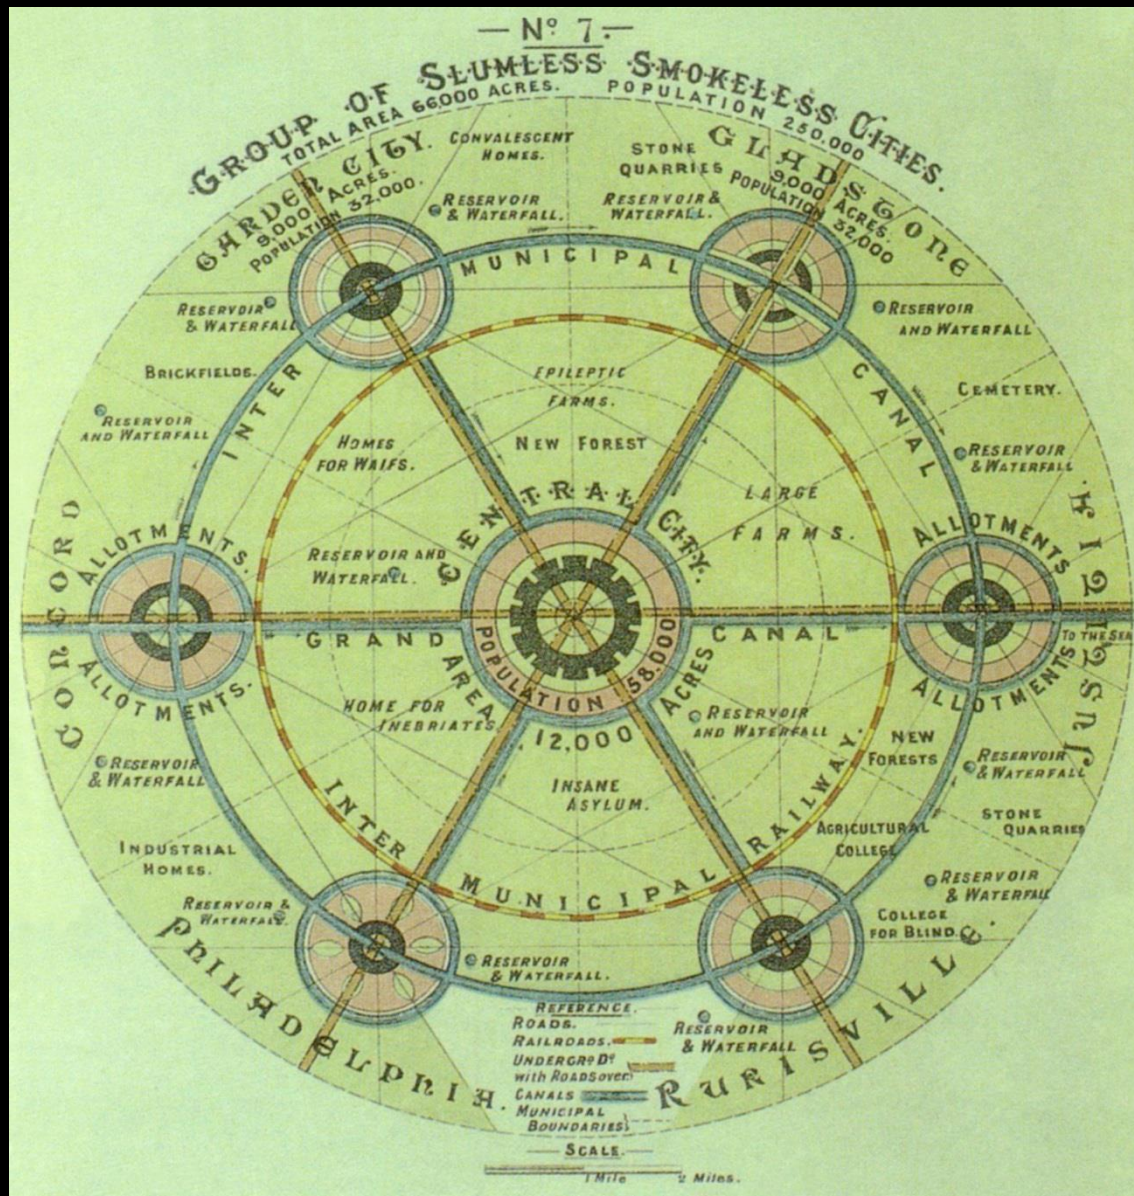 — Nº 7. —
GROUP OF SLUMLESS SMOKELESS CITIES.
TOTAL AREA 66,000 ACRES. POPULATION 250,000
GARDEN CITY.
9,000 ACRES.
POPULATION 32,000.
CONVALESCENT
HOMES.
STONE
QUARRIES
GLADSTONE
9,000 ACRES.
POPULATION 32,000
RESERVOIR
& WATERFALL.
RESERVOIR &
WATERFALL.
INTER MUNICIPAL CANAL
RESERVOIR
& WATERFALL
RESERVOIR
AND WATERFALL
BRICKFIELDS.
EPILEPTIC
FARMS.
CEMETERY.
RESERVOIR
AND WATERFALL
HOMES
FOR WAIFS.
NEW FOREST
RESERVOIR
& WATERFALL
LARGE
FARMS.
CENTRAL CITY.
CONCORD
ALLOTMENTS.
ALLOTMENTS
JUSTITIA.
RESERVOIR AND
WATERFALL.
GRAND CANAL
POPULATION 58.000
TO THE SEA
AREA 12,000 ACRES
ALLOTMENTS.
ALLOTMENTS
HOME FOR
INEBRIATES.
RESERVOIR
AND WATERFALL
NEW
FORESTS
RESERVOIR
& WATERFALL
RESERVOIR
& WATERFALL
INSANE
ASYLUM.
STONE
QUARRIES
INTER MUNICIPAL RAILWAY.
AGRICULTURAL
COLLEGE
INDUSTRIAL
HOMES.
RESERVOIR
& WATERFALL
RESERVOIR &
WATERFALL.
COLLEGE
FOR BLIND.
RESERVOIR
& WATERFALL.
PHILADELPHIA.
RURISVILLE.
RESERVOIR
& WATERFALL
REFERENCE.
ROADS.
RAILROADS.
UNDERGRD Dº
with ROADS over
CANALS
MUNICIPAL
BOUNDARIES
— SCALE. —
1 Mile 2 Miles.